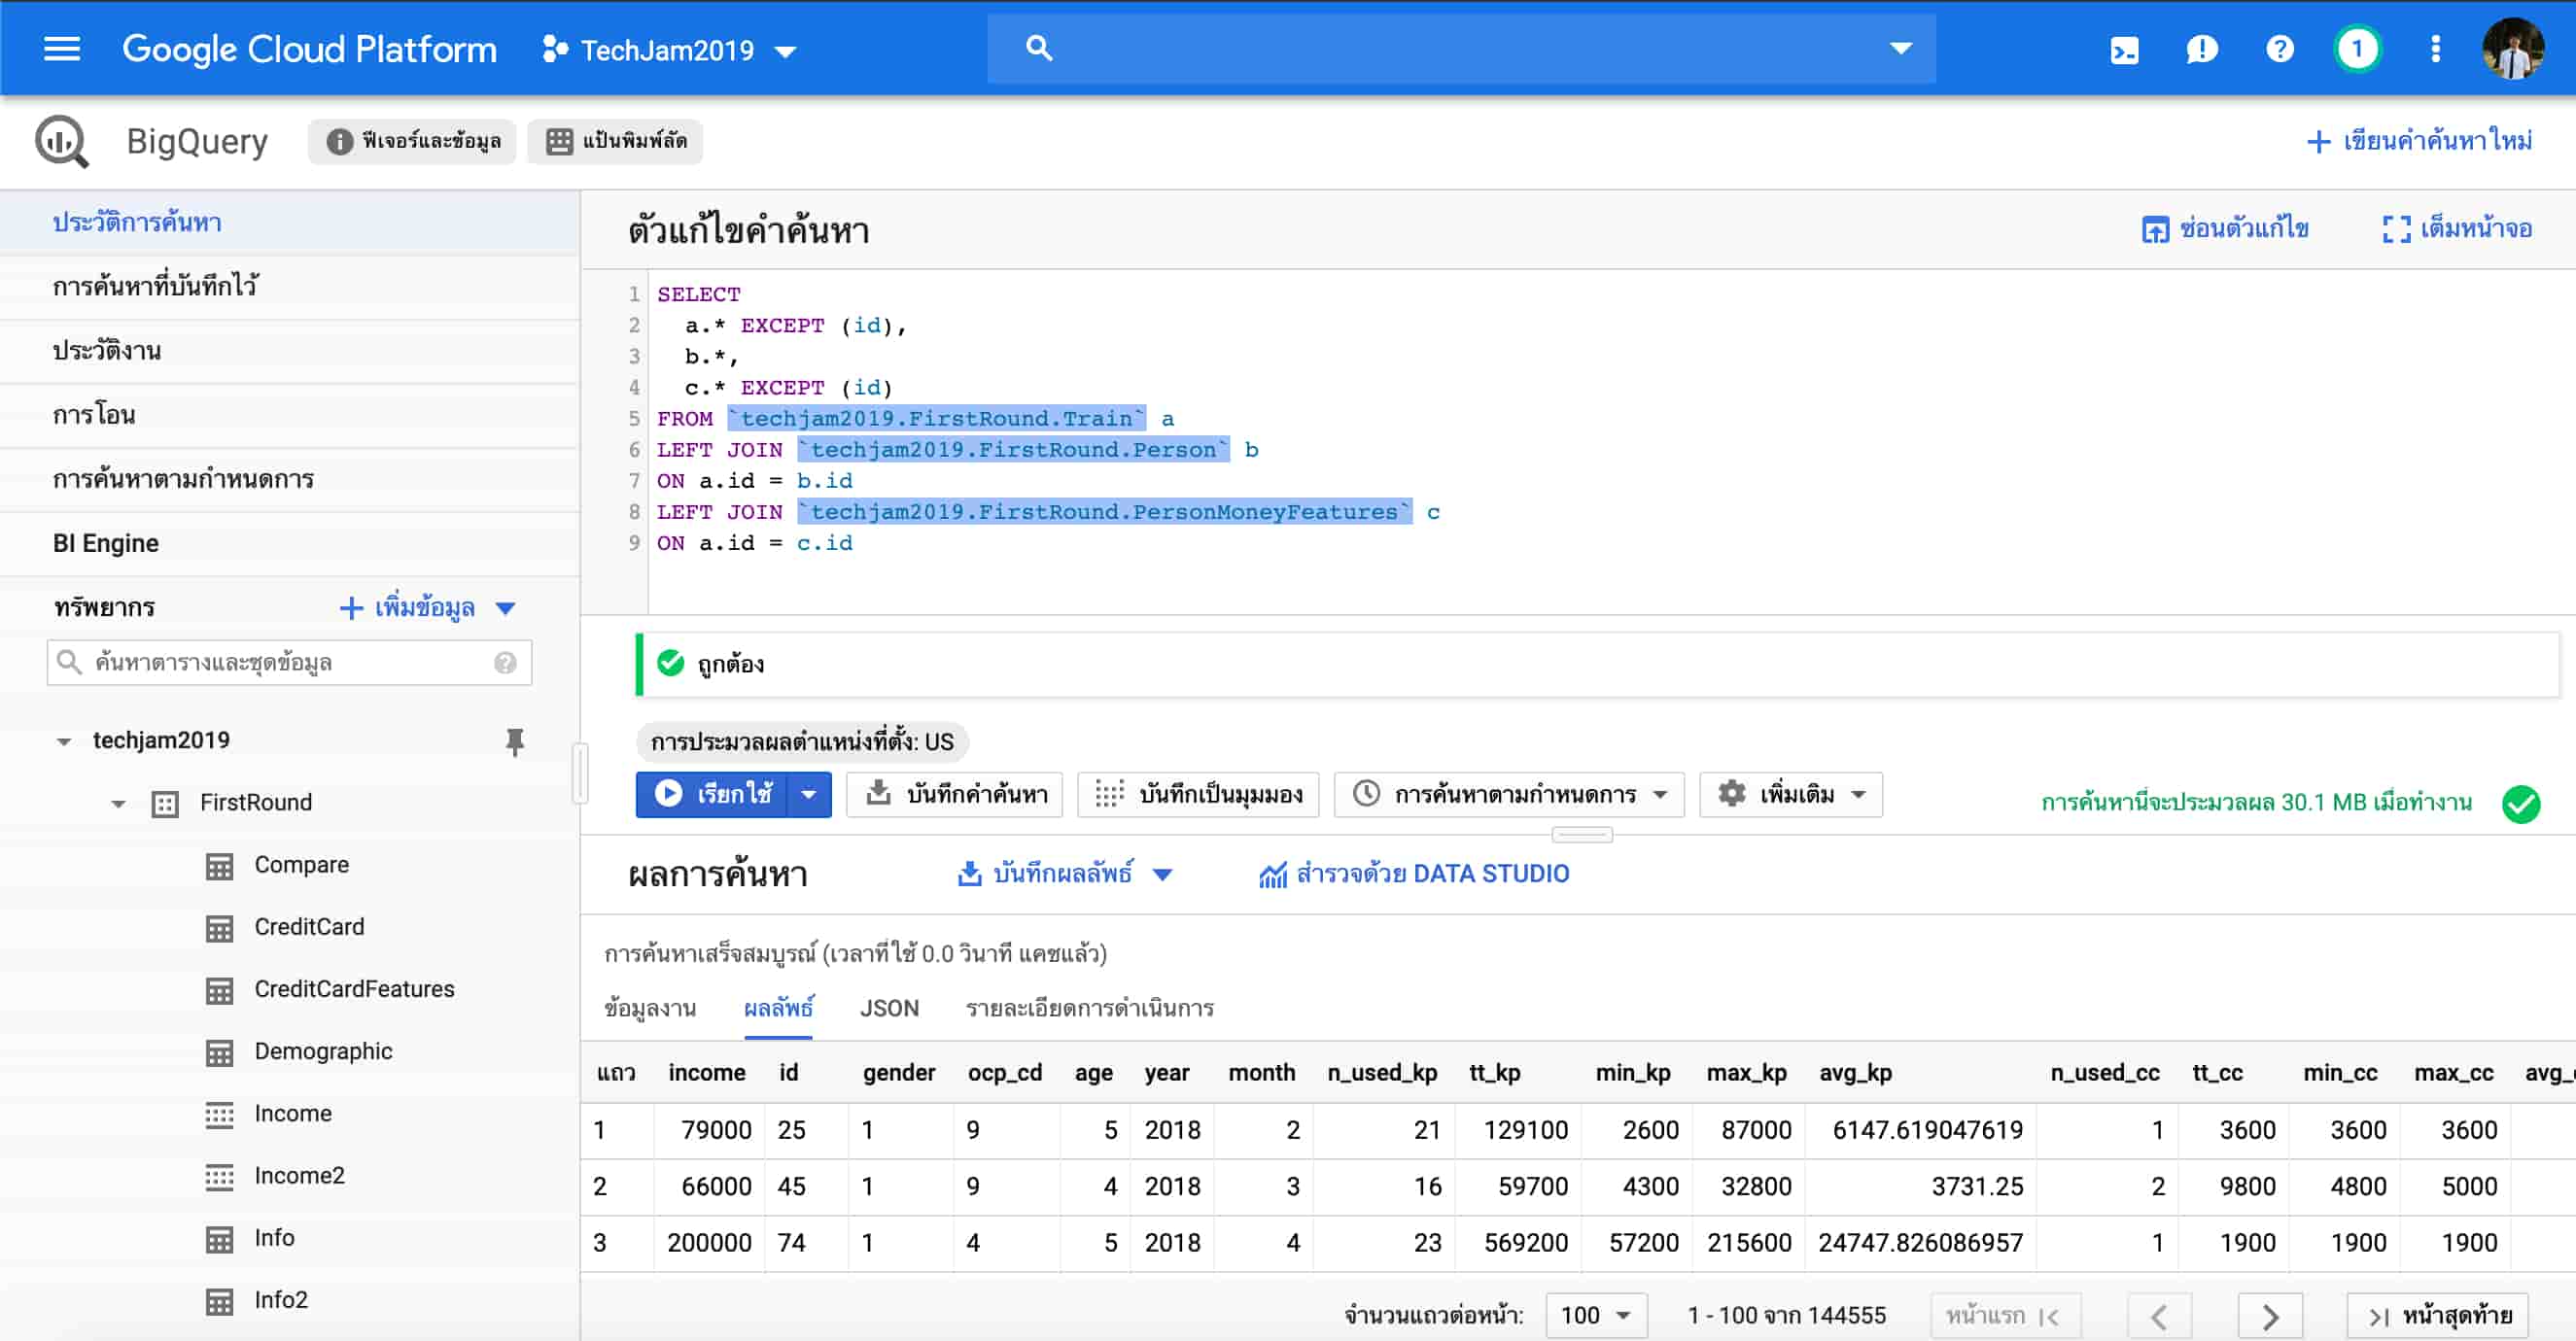 Google Cloud Platform TechJam2019 1
BigQuery ฟีเจอร์และข้อมูล แป้นพิมพ์ลัด เขียนคำค้นหาใหม่
ประวัติการค้นหา
การค้นหาที่บันทึกไว้
ประวัติงาน
การโอน
การค้นหาตามกำหนดการ
BI Engine
ทรัพยากร เพิ่มข้อมูล
ค้นหาตารางและชุดข้อมูล
techjam2019
FirstRound
Compare
CreditCard
CreditCardFeatures
Demographic
Income
Income2
Info
Info2
ตัวแก้ไขคำค้นหา ซ่อนตัวแก้ไข เต็มหน้าจอ
1 SELECT
2 a.* EXCEPT (id),
3 b.*,
4 c.* EXCEPT (id)
5 FROM `techjam2019.FirstRound.Train` a
6 LEFT JOIN `techjam2019.FirstRound.Person` b
7 ON a.id = b.id
8 LEFT JOIN `techjam2019.FirstRound.PersonMoneyFeatures` c
9 ON a.id = c.id
ถูกต้อง
การประมวลผลตำแหน่งที่ตั้ง: US
เรียกใช้ บันทึกคำค้นหา บันทึกเป็นมุมมอง การค้นหาตามกำหนดการ เพิ่มเติม การค้นหานี้จะประมวลผล 30.1 MB เมื่อทำงาน
ผลการค้นหา บันทึกผลลัพธ์ สำรวจด้วย DATA STUDIO
การค้นหาเสร็จสมบูรณ์ (เวลาที่ใช้ 0.0 วินาที แคชแล้ว)
ข้อมูลงาน ผลลัพธ์ JSON รายละเอียดการดำเนินการ
แถว income id gender ocp_cd age year month n_used_kp tt_kp min_kp max_kp avg_kp n_used_cc tt_cc min_cc max_cc avg_
1 79000 25 1 9 5 2018 2 21 129100 2600 87000 6147.619047619 1 3600 3600 3600
2 66000 45 1 9 4 2018 3 16 59700 4300 32800 3731.25 2 9800 4800 5000
3 200000 74 1 4 5 2018 4 23 569200 57200 215600 24747.826086957 1 1900 1900 1900
จำนวนแถวต่อหน้า: 100 1 - 100 จาก 144555 หน้าแรก |< < > >| หน้าสุดท้าย